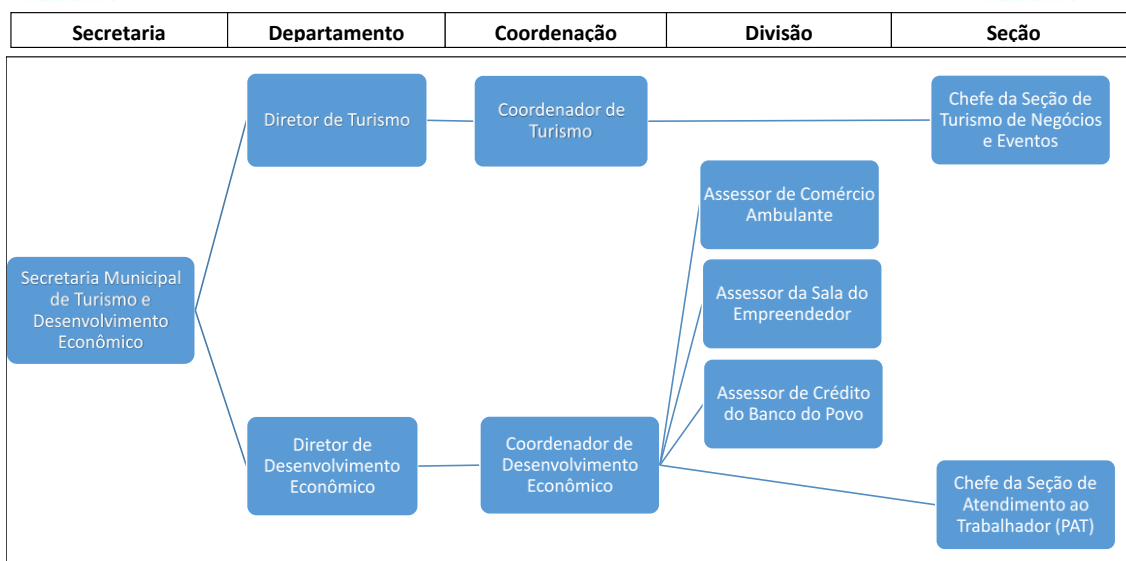 Secretaria
Departamento
Coordenação
Divisão
Seção
Diretor de Turismo
Coordenador de
Turismo
Chefe da Seção de
Turismo de Negócios
e Eventos
Assessor de Comércio
Ambulante
Secretaria Municipal
de Turismo e
Desenvolvimento
Econômico
Assessor da Sala do
Empreendedor
Assessor de Crédito
do Banco do Povo
Diretor de
Desenvolvimento
Econômico
Coordenador de
Desenvolvimento
Econômico
Chefe da Seção de
Atendimento ao
Trabalhador (PAT)